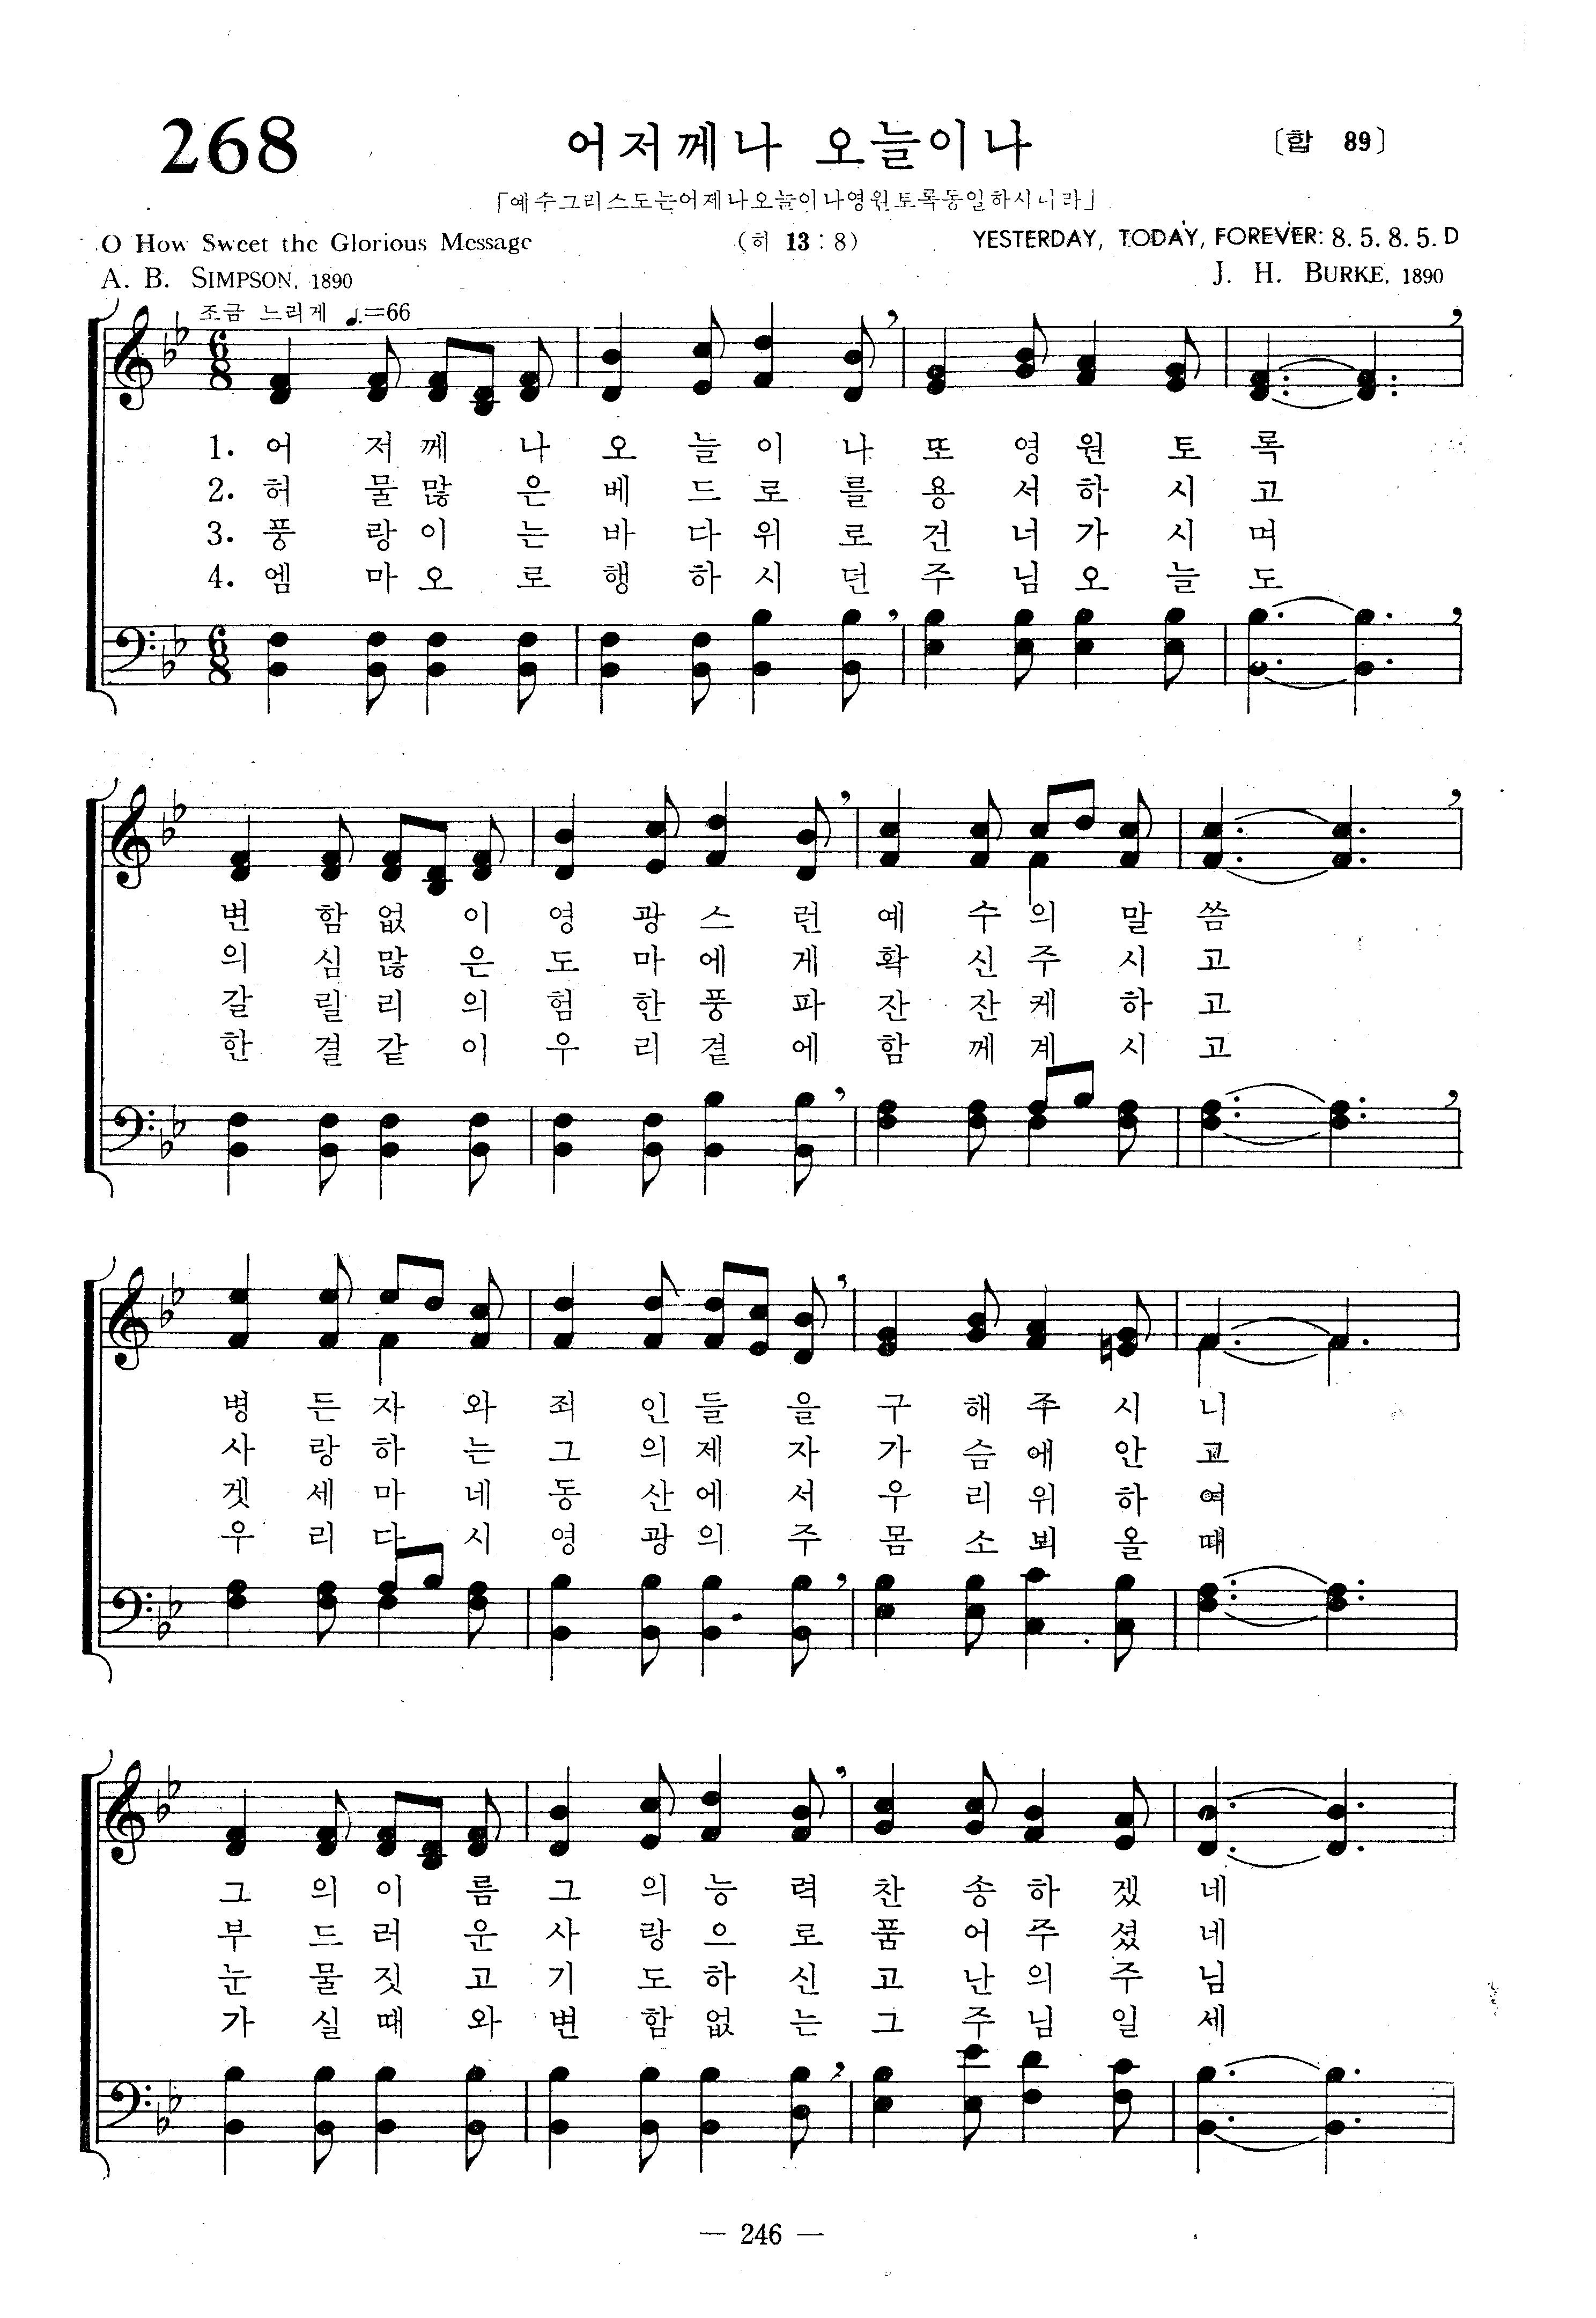 268
어저께나 오늘이나
〔합 89〕
「예수그리스도는어제나오늘이나영원토록동일하시니라」
O How Sweet the Glorious Message
(히 13 : 8)
YESTERDAY, TODAY, FOREVER: 8. 5. 8. 5. D
A. B. SIMPSON, 1890
J. H. BURKE, 1890
조금 느리게 ♩.=66
1. 어 저 께 나 오 늘 이 나 또 영 원 토 록
2. 허 물 많 은 베 드 로 를 용 서 하 시 고
3. 풍 랑 이 는 바 다 위 로 건 너 가 시 며
4. 엠 마 오 로 행 하 시 던 주 님 오 늘 도
변 함 없 이 영 광 스 런 예 수 의 말 씀
의 심 많 은 도 마 에 게 확 신 주 시 고
갈 릴 리 의 험 한 풍 파 잔 잔 케 하 고
한 결 같 이 우 리 곁 에 함 께 계 시 고
병 든 자 와 죄 인 들 을 구 해 주 시 니
사 랑 하 는 그 의 제 자 가 슴 에 안 고
겟 세 마 네 동 산 에 서 우 리 위 하 여
우 리 다 시 영 광 의 주 몸 소 뵈 올 때
그 의 이 름 그 의 능 력 찬 송 하 겠 네
부 드 러 운 사 랑 으 로 품 어 주 셨 네
눈 물 짓 고 기 도 하 신 고 난 의 주 님
가 실 때 와 변 함 없 는 그 주 님 일 세
— 246 —